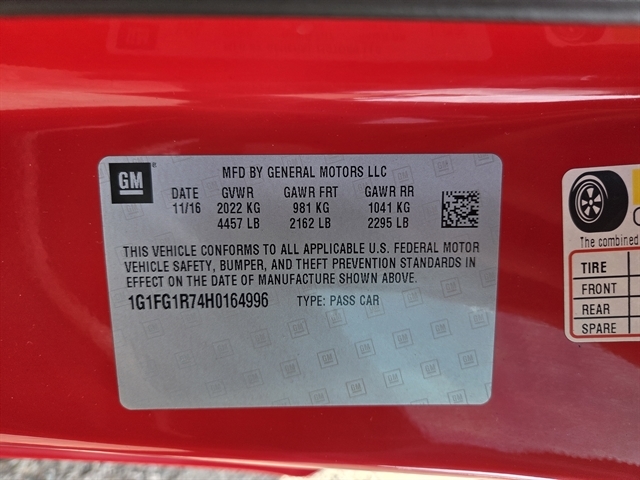 GM
MFD BY GENERAL MOTORS LLC
DATE GVWR GAWR FRT GAWR RR
11/16 2022 KG 981 KG 1041 KG
4457 LB 2162 LB 2295 LB
THIS VEHICLE CONFORMS TO ALL APPLICABLE U.S. FEDERAL MOTOR
VEHICLE SAFETY, BUMPER, AND THEFT PREVENTION STANDARDS IN
EFFECT ON THE DATE OF MANUFACTURE SHOWN ABOVE.
1G1FG1R74H0164996 TYPE: PASS CAR
The combined
TIRE
FRONT
REAR
SPARE